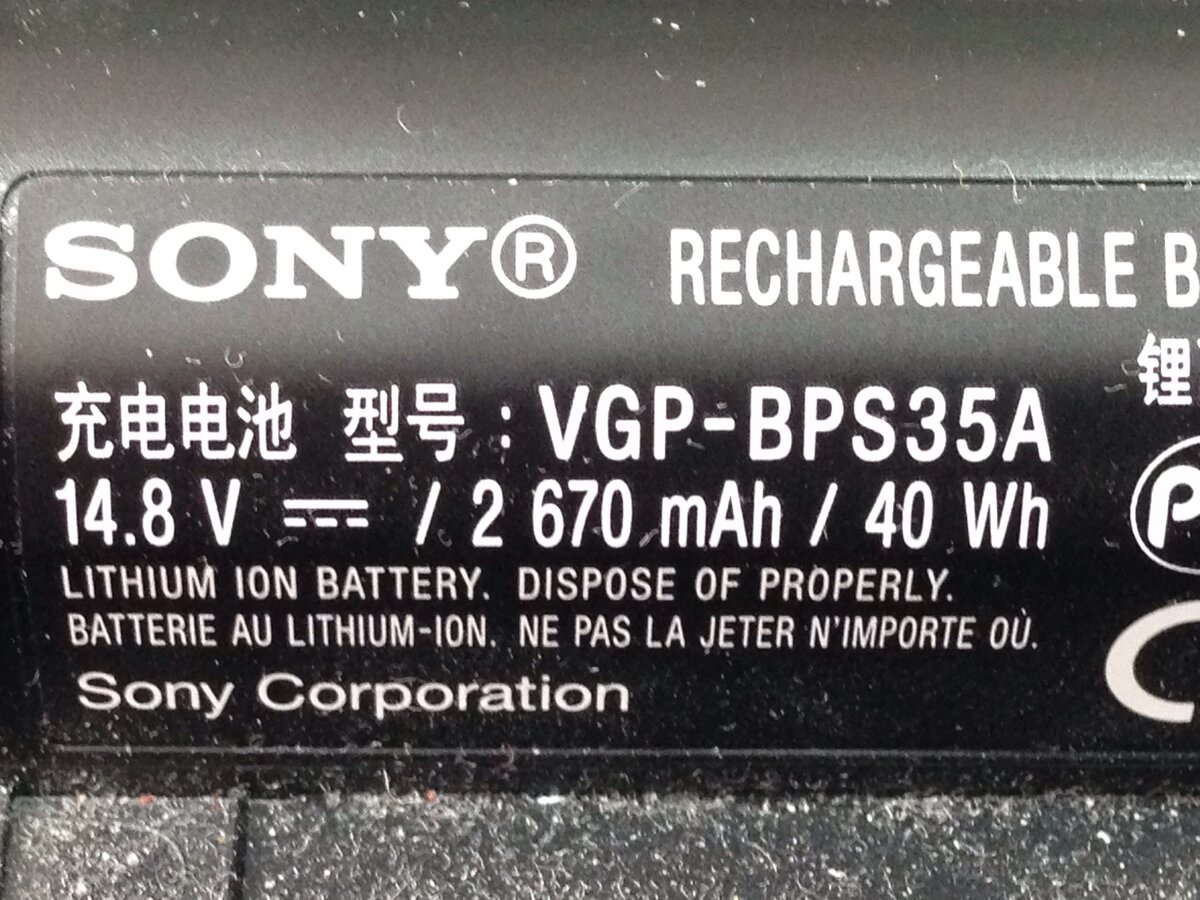 SONY® RECHARGEABLE B
锂
充电电池 型号：VGP-BPS35A
14.8 V ⎓ / 2 670 mAh / 40 Wh
LITHIUM ION BATTERY. DISPOSE OF PROPERLY.
BATTERIE AU LITHIUM-ION. NE PAS LA JETER N'IMPORTE OÙ.
Sony Corporation